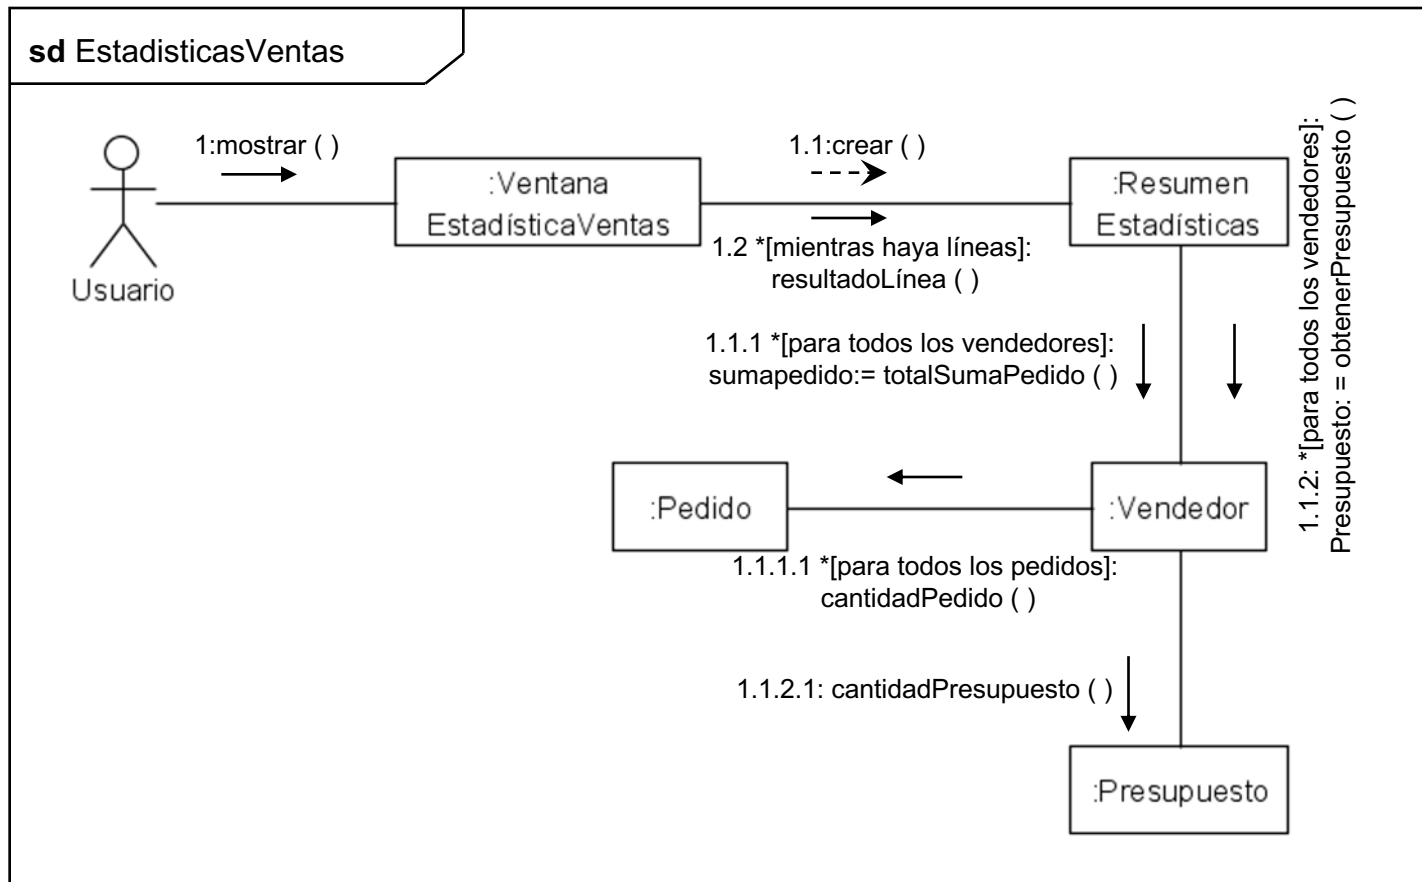 sd EstadisticasVentas
1:mostrar ( )
1.1:crear ( )
:Ventana
EstadísticaVentas
:Resumen
Estadísticas
Usuario
1.2 *[mientras haya líneas]:
resultadoLínea ( )
1.1.1 *[para todos los vendedores]:
sumapedido:= totalSumaPedido ( )
1.1.2: *[para todos los vendedores]:
Presupuesto: = obtenerPresupuesto ( )
:Pedido
:Vendedor
1.1.1.1 *[para todos los pedidos]:
cantidadPedido ( )
1.1.2.1: cantidadPresupuesto ( )
:Presupuesto